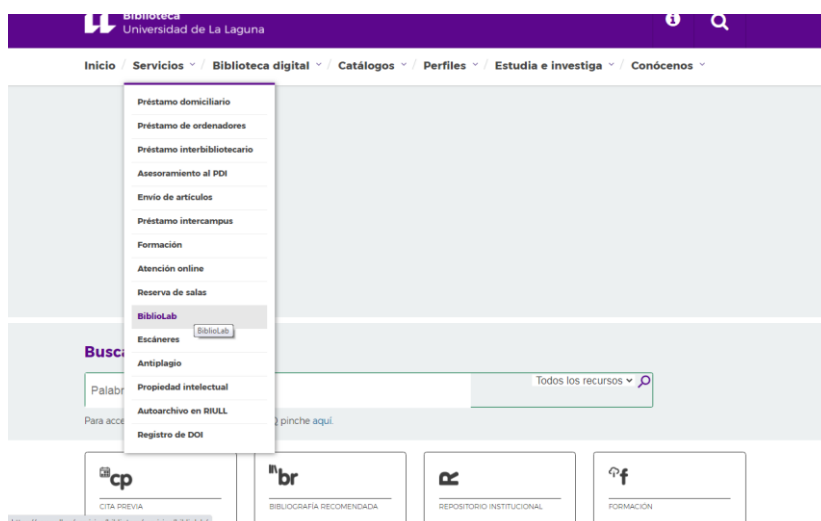 Biblioteca
Universidad de La Laguna
Inicio / Servicios / Biblioteca digital / Catálogos / Perfiles / Estudia e investiga / Conócenos
Préstamo domiciliario
Préstamo de ordenadores
Préstamo interbibliotecario
Asesoramiento al PDI
Envío de artículos
Préstamo intercampus
Formación
Atención online
Reserva de salas
BiblioLab
BiblioLab
Escáneres
Antiplagio
Propiedad intelectual
Autoarchivo en RIULL
Registro de DOI
Busca
Palabr
Todos los recursos
Para acce
pinche aquí.
cp
CITA PREVIA
br
BIBLIOGRAFÍA RECOMENDADA
R
REPOSITORIO INSTITUCIONAL
f
FORMACIÓN